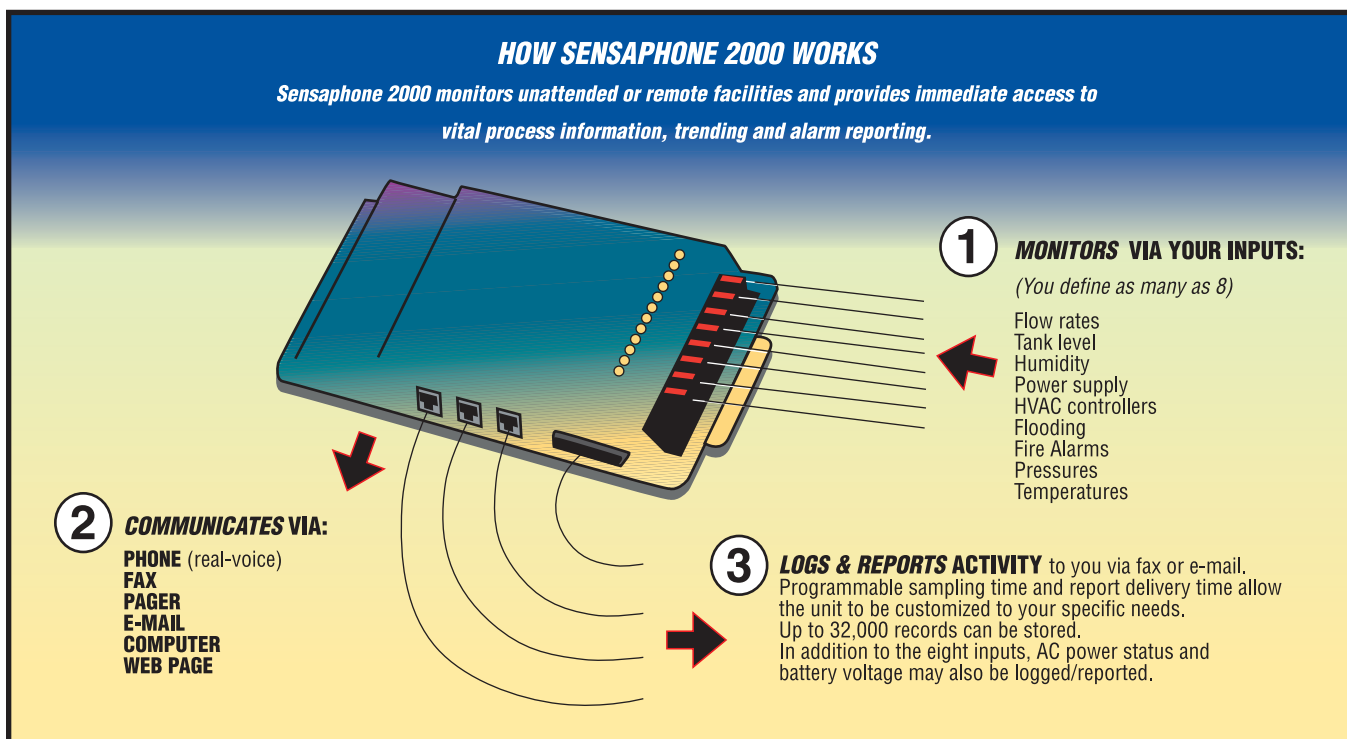 HOW SENSAPHONE 2000 WORKS
Sensaphone 2000 monitors unattended or remote facilities and provides immediate access to
vital process information, trending and alarm reporting.
1
MONITORS VIA YOUR INPUTS:
(You define as many as 8)
Flow rates
Tank level
Humidity
Power supply
HVAC controllers
Flooding
Fire Alarms
Pressures
Temperatures
2
COMMUNICATES VIA:
PHONE (real-voice)
FAX
PAGER
E-MAIL
COMPUTER
WEB PAGE
3
LOGS & REPORTS ACTIVITY to you via fax or e-mail.
Programmable sampling time and report delivery time allow
the unit to be customized to your specific needs.
Up to 32,000 records can be stored.
In addition to the eight inputs, AC power status and
battery voltage may also be logged/reported.